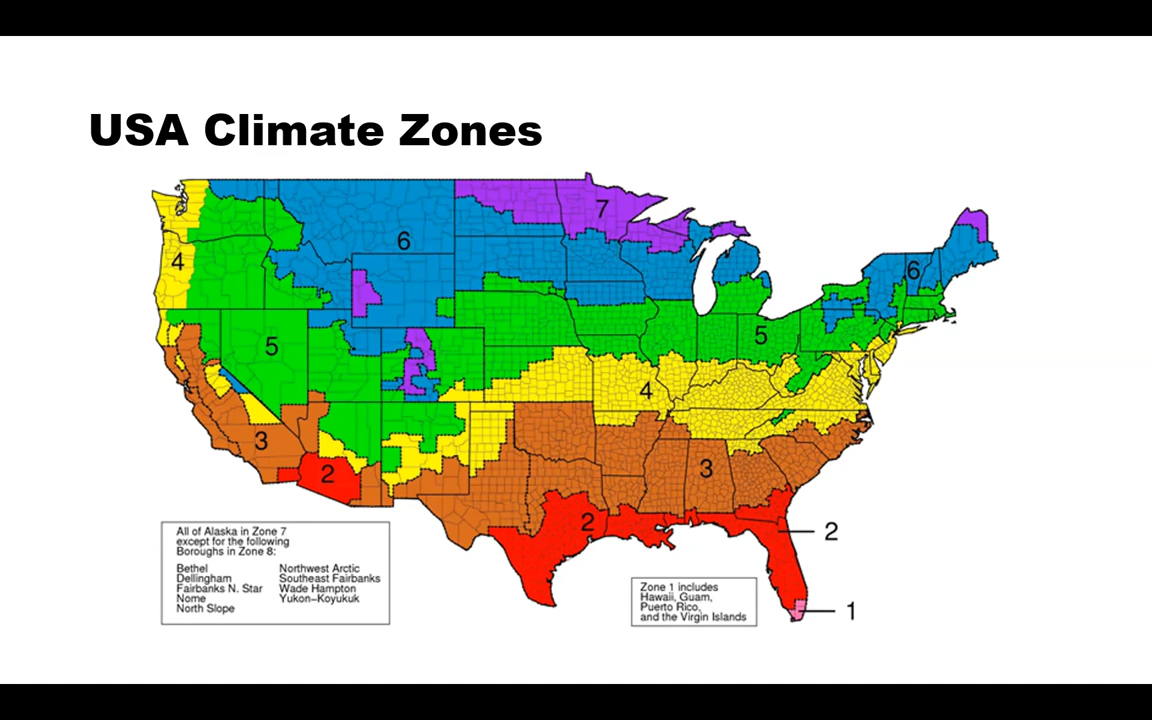 USA Climate Zones
7
6
4
6
5
5
4
3
3
2
2
2
1
All of Alaska in Zone 7
except for the following
Boroughs in Zone 8:
Bethel
Dellingham
Fairbanks N. Star
Nome
North Slope
Northwest Arctic
Southeast Fairbanks
Wade Hampton
Yukon–Koyukuk
Zone 1 includes
Hawaii, Guam,
Puerto Rico,
and the Virgin Islands